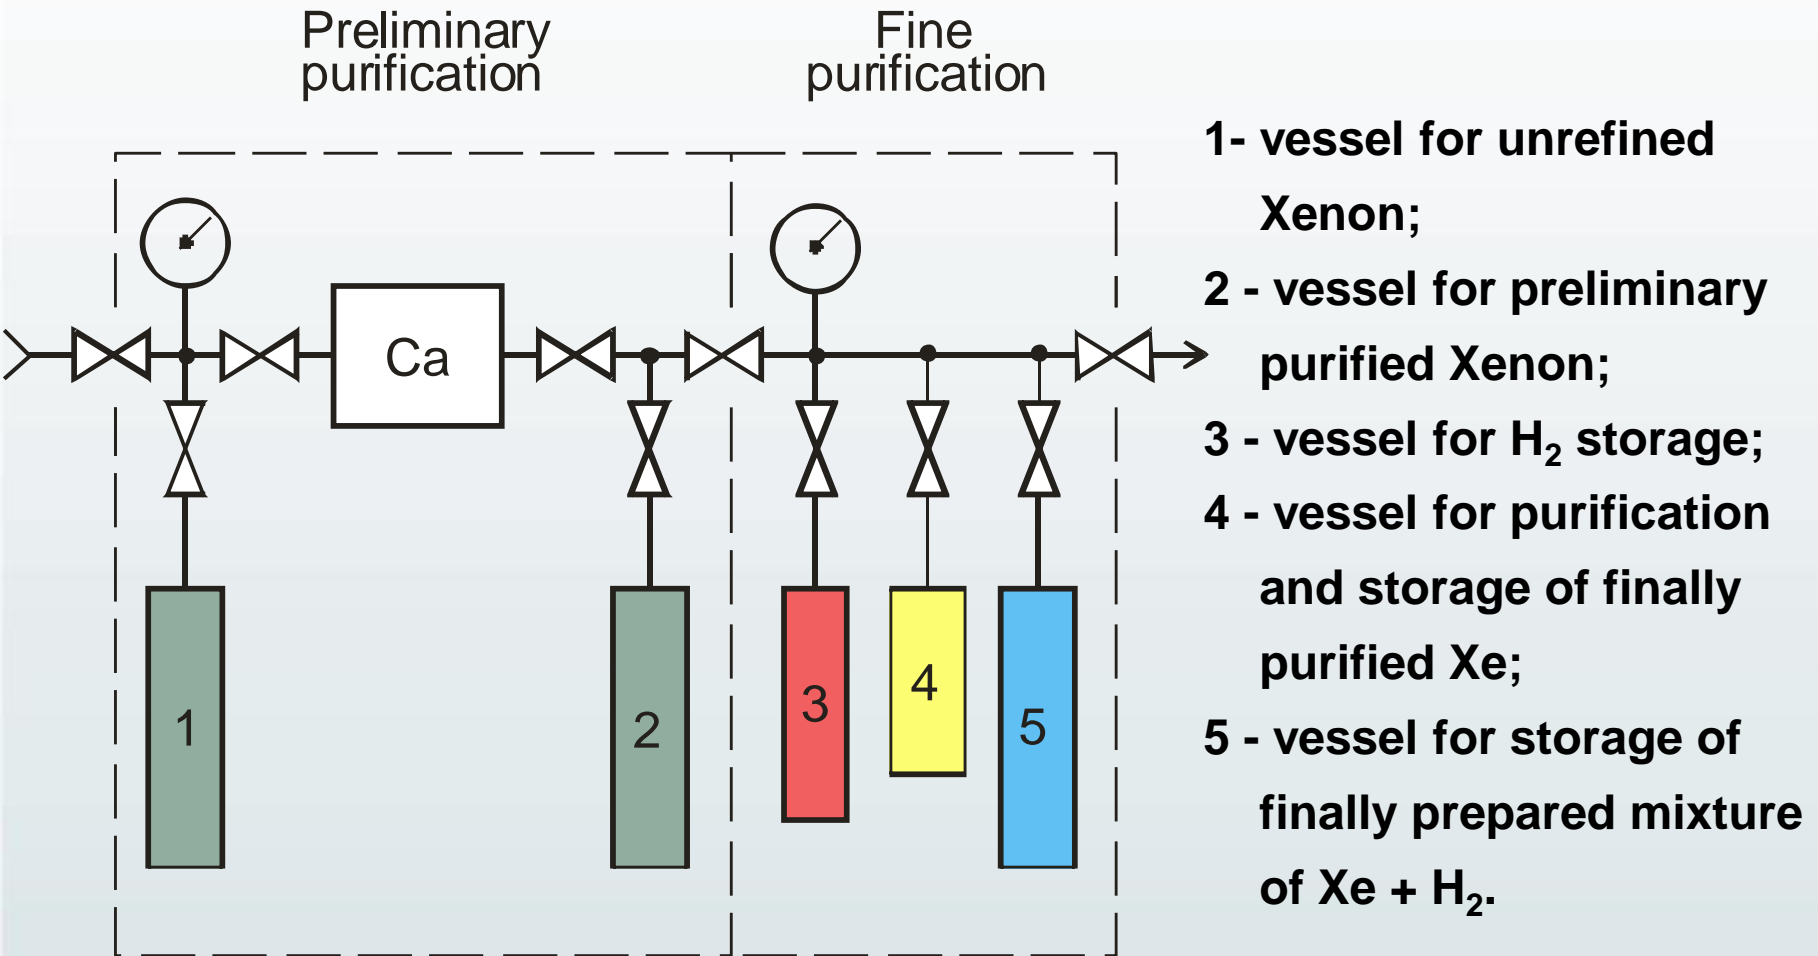 Preliminary
purification
Fine
purification
Ca
1
2
3
4
5
1- vessel for unrefined
Xenon;
2 - vessel for preliminary
purified Xenon;
3 - vessel for H₂ storage;
4 - vessel for purification
and storage of finally
purified Xe;
5 - vessel for storage of
finally prepared mixture
of Xe + H₂.